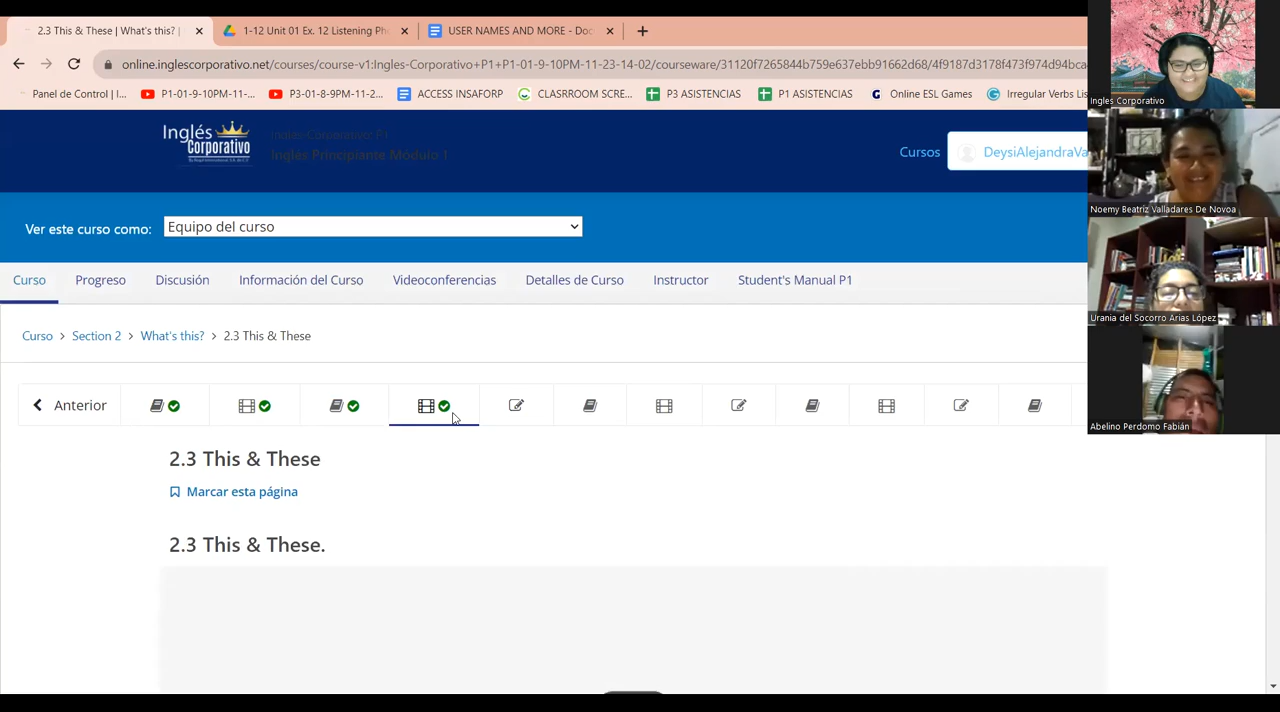 2.3 This & These | What's this? |
1-12 Unit 01 Ex. 12 Listening Ph
USER NAMES AND MORE - Doc
online.inglescorporativo.net/courses/course-v1:Ingles-Corporativo+P1+P1-01-9-10PM-11-23-14-02/courseware/31120f7265844b759e637ebb91662d68/4f9187d3178f473f974d94bca
Panel de Control | I...
P1-01-9-10PM-11-...
P3-01-8-9PM-11-2...
ACCESS INSAFORP
CLASRROOM SCRE...
P3 ASISTENCIAS
P1 ASISTENCIAS
Online ESL Games
Irregular Verbs Lis
Ingles Corporativo
Inglés
Corporativo
Ingles-Corporativo P1
Inglés Principiante Módulo 1
Cursos
DeysiAlejandraVa
Noemy Beatriz Valladares De Novoa
Ver este curso como:
Equipo del curso
Curso
Progreso
Discusión
Información del Curso
Videoconferencias
Detalles de Curso
Instructor
Student's Manual P1
Urania del Socorro Arias López
Curso > Section 2 > What's this? > 2.3 This & These
Anterior
Abelino Perdomo Fabián
2.3 This & These
Marcar esta página
2.3 This & These.